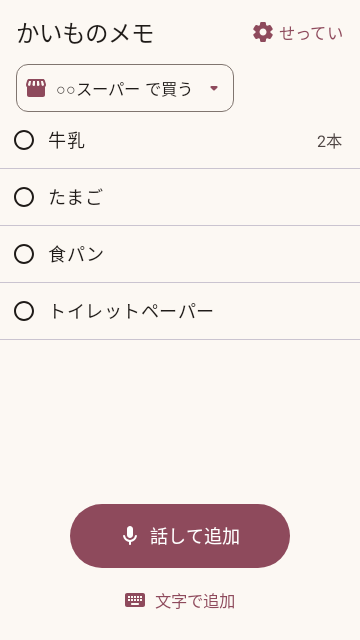 かいものメモ
せってい
○○スーパー で買う
牛乳 2本
たまご
食パン
トイレットペーパー
話して追加
文字で追加